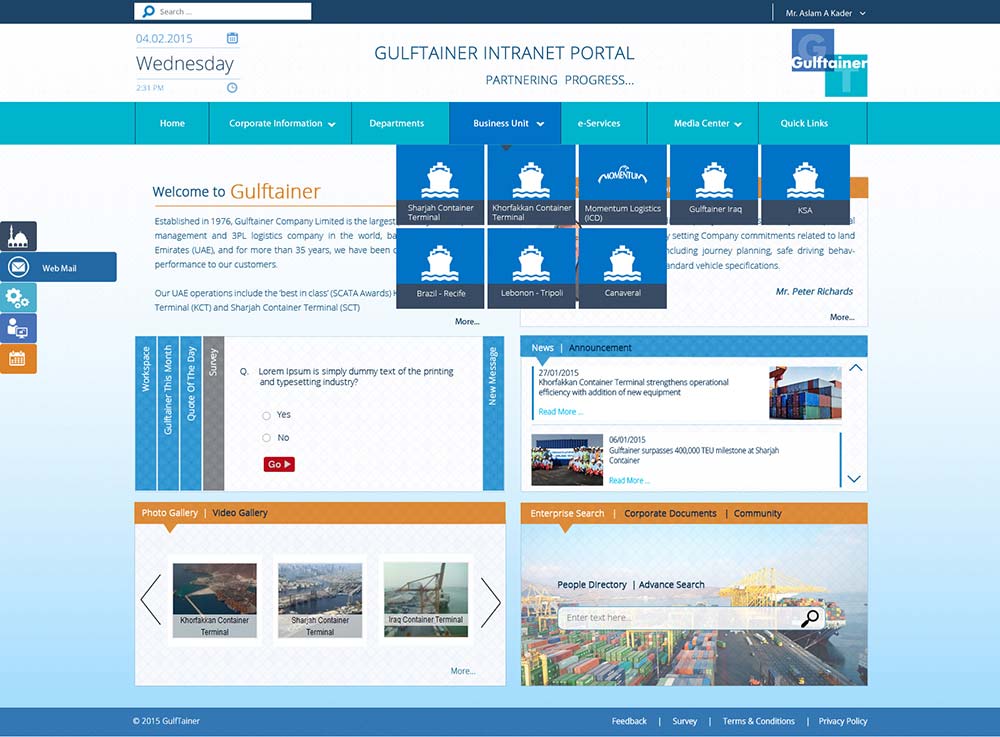 Search ...
Mr. Aslam A Kader
04.02.2015
Wednesday
2:31 PM
GULFTAINER INTRANET PORTAL
PARTNERING PROGRESS...
G
Gulftainer
T
Home
Corporate Information
Departments
Business Unit
e-Services
Media Center
Quick Links
Sharjah Container
Terminal
Khorfakkan Container
Terminal
MOMENTUM
Momentum Logistics
(ICD)
Gulftainer Iraq
KSA
Brazil - Recife
Lebonon - Tripoli
Canaveral
Web Mail
Welcome to Gulftainer
Established in 1976, Gulftainer Company Limited is the largest
management and 3PL logistics company in the world,
Emirates (UAE), and for more than 35 years, we have been
performance to our customers.
Our UAE operations include the 'best in class' (SCATA Awards)
Terminal (KCT) and Sharjah Container Terminal (SCT)
More...
setting Company commitments related to land
including journey planning, safe driving behav-
vehicle specifications.
Mr. Peter Richards
More...
Workspace
Gulftainer This Month
Quote Of The Day
Survey
Q. Lorem Ipsum is simply dummy text of the printing
and typesetting industry?
Yes
No
Go
New Message
News | Announcement
27/01/2015
Khorfakkan Container Terminal strengthens operational
efficiency with addition of new equipment
Read More ...
06/01/2015
Gulftainer surpasses 400,000 TEU milestone at Sharjah
Container
Read More ...
Photo Gallery | Video Gallery
Khorfakkan Container
Terminal
Sharjah Container
Terminal
Iraq Container Terminal
More...
Enterprise Search | Corporate Documents | Community
People Directory | Advance Search
Enter text here...
© 2015 GulfTainer
Feedback | Survey | Terms & Conditions | Privacy Policy